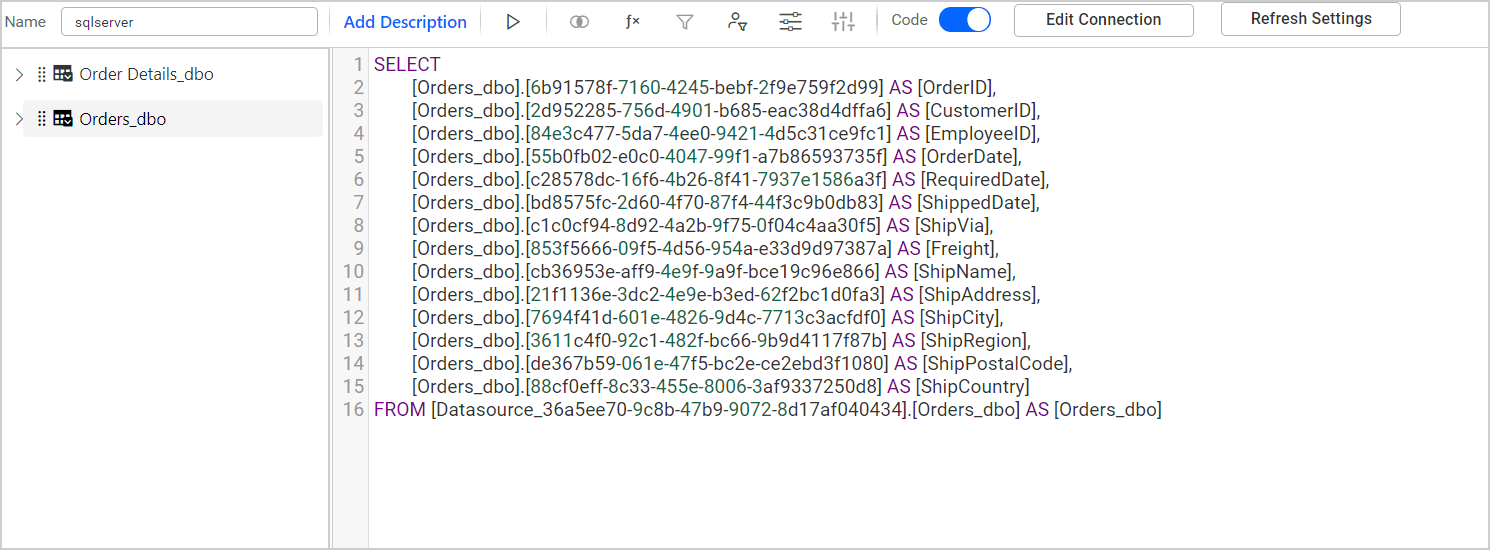 Name sqlserver Add Description ƒx Code Edit Connection Refresh Settings
Order Details_dbo
Orders_dbo
1 SELECT
2 [Orders_dbo].[6b91578f-7160-4245-bebf-2f9e759f2d99] AS [OrderID],
3 [Orders_dbo].[2d952285-756d-4901-b685-eac38d4dffa6] AS [CustomerID],
4 [Orders_dbo].[84e3c477-5da7-4ee0-9421-4d5c31ce9fc1] AS [EmployeeID],
5 [Orders_dbo].[55b0fb02-e0c0-4047-99f1-a7b86593735f] AS [OrderDate],
6 [Orders_dbo].[c28578dc-16f6-4b26-8f41-7937e1586a3f] AS [RequiredDate],
7 [Orders_dbo].[bd8575fc-2d60-4f70-87f4-44f3c9b0db83] AS [ShippedDate],
8 [Orders_dbo].[c1c0cf94-8d92-4a2b-9f75-0f04c4aa30f5] AS [ShipVia],
9 [Orders_dbo].[853f5666-09f5-4d56-954a-e33d9d97387a] AS [Freight],
10 [Orders_dbo].[cb36953e-aff9-4e9f-9a9f-bce19c96e866] AS [ShipName],
11 [Orders_dbo].[21f1136e-3dc2-4e9e-b3ed-62f2bc1d0fa3] AS [ShipAddress],
12 [Orders_dbo].[7694f41d-601e-4826-9d4c-7713c3acfdf0] AS [ShipCity],
13 [Orders_dbo].[3611c4f0-92c1-482f-bc66-9b9d4117f87b] AS [ShipRegion],
14 [Orders_dbo].[de367b59-061e-47f5-bc2e-ce2ebd3f1080] AS [ShipPostalCode],
15 [Orders_dbo].[88cf0eff-8c33-455e-8006-3af9337250d8] AS [ShipCountry]
16 FROM [Datasource_36a5ee70-9c8b-47b9-9072-8d17af040434].[Orders_dbo] AS [Orders_dbo]